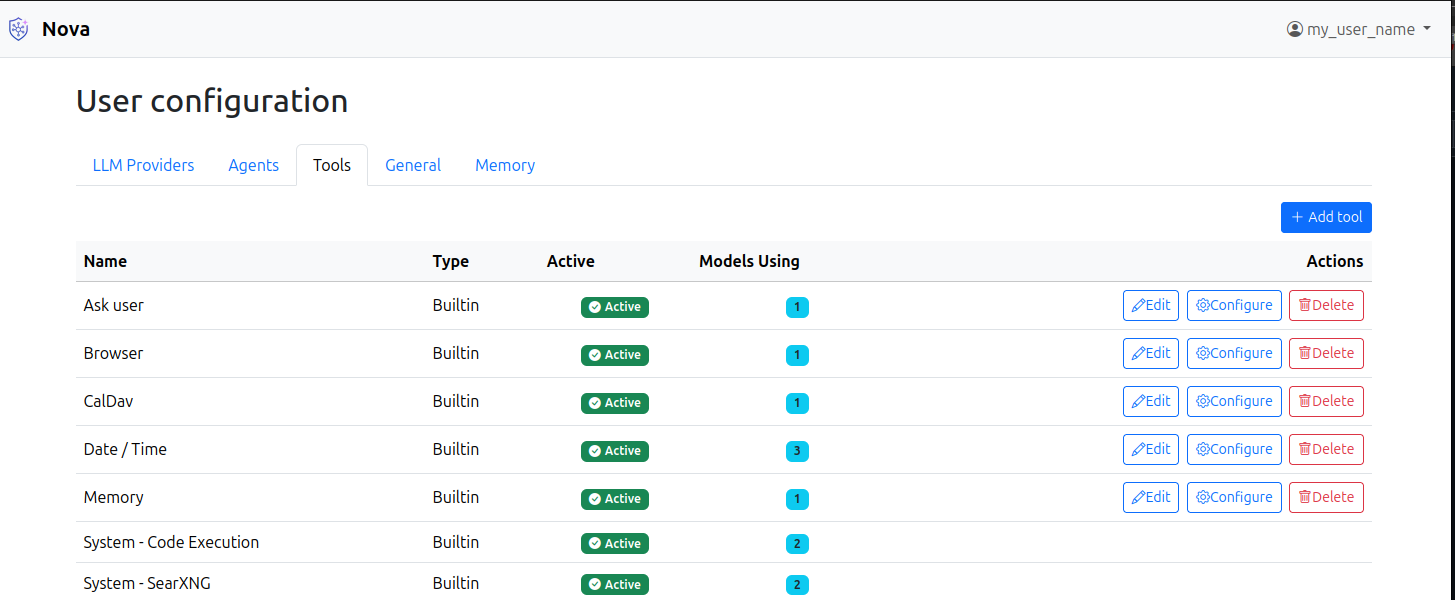 Nova my_user_name
User configuration
LLM Providers Agents Tools General Memory
+ Add tool
Name Type Active Models Using Actions
Ask user Builtin Active 1 Edit Configure Delete
Browser Builtin Active 1 Edit Configure Delete
CalDav Builtin Active 1 Edit Configure Delete
Date / Time Builtin Active 3 Edit Configure Delete
Memory Builtin Active 1 Edit Configure Delete
System - Code Execution Builtin Active 2
System - SearXNG Builtin Active 2